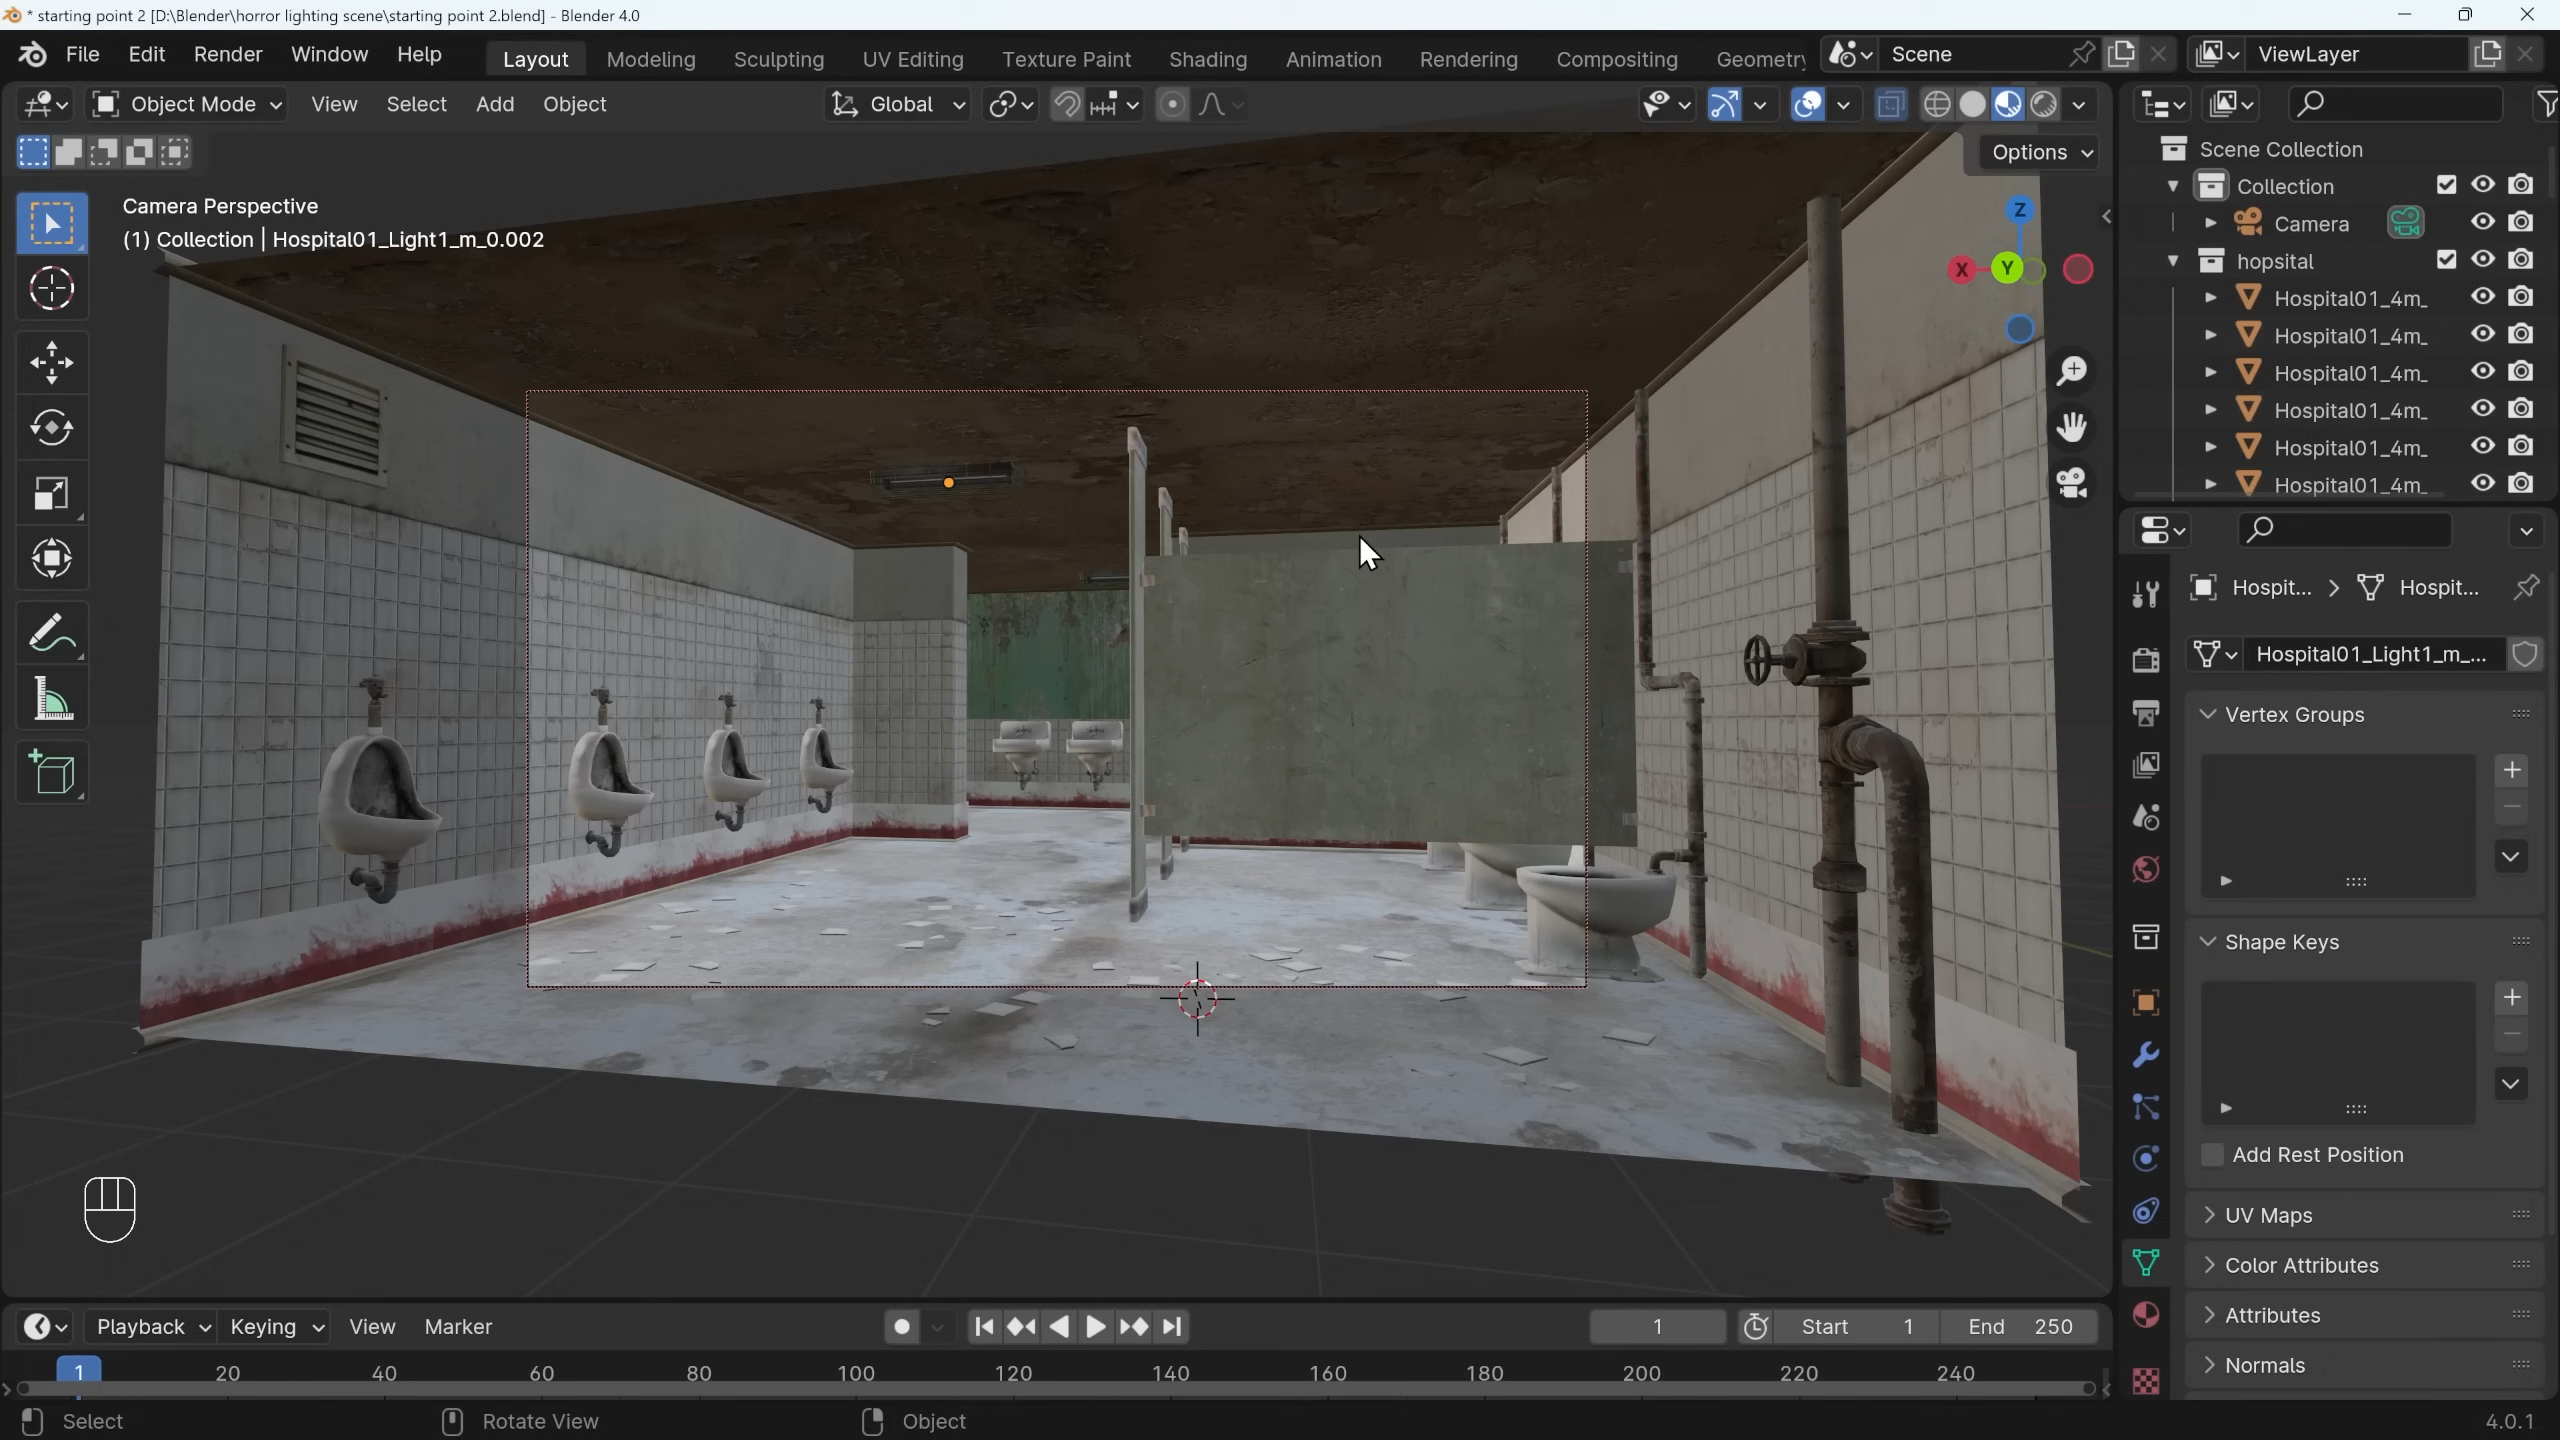 * starting point 2 [D:\Blender\horror lighting scene\starting point 2.blend] - Blender 4.0
File Edit Render Window Help Layout Modeling Sculpting UV Editing Texture Paint Shading Animation Rendering Compositing Geometry Scene ViewLayer
Object Mode View Select Add Object Global
Options
Camera Perspective
(1) Collection | Hospital01_Light1_m_0.002
Z
X
Y
Scene Collection
Collection
Camera
hopsital
Hospital01_4m_
Hospital01_4m_
Hospital01_4m_
Hospital01_4m_
Hospital01_4m_
Hospital01_4m_
Hospit... Hospit...
Hospital01_Light1_m_...
Vertex Groups
Shape Keys
Add Rest Position
UV Maps
Color Attributes
Attributes
Normals
Playback Keying View Marker 1 Start 1 End 250
1 20 40 60 80 100 120 140 160 180 200 220 240
Select Rotate View Object 4.0.1